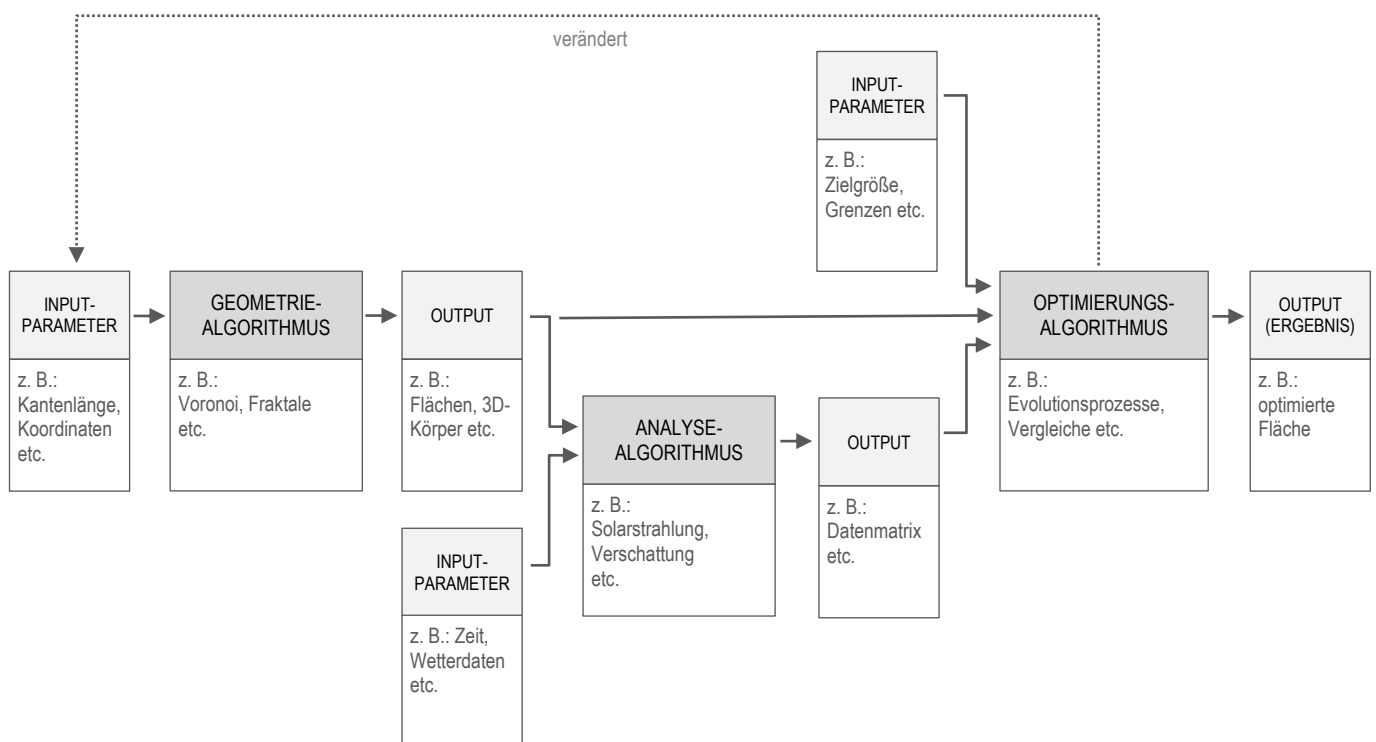 verändert
INPUT-
PARAMETER
z. B.:
Zielgröße,
Grenzen etc.
INPUT-
PARAMETER
z. B.:
Kantenlänge,
Koordinaten
etc.
GEOMETRIE-
ALGORITHMUS
z. B.:
Voronoi, Fraktale
etc.
OUTPUT
z. B.:
Flächen, 3D-
Körper etc.
INPUT-
PARAMETER
z. B.: Zeit,
Wetterdaten
etc.
ANALYSE-
ALGORITHMUS
z. B.:
Solarstrahlung,
Verschattung
etc.
OUTPUT
z. B.:
Datenmatrix
etc.
OPTIMIERUNGS-
ALGORITHMUS
z. B.:
Evolutionsprozesse,
Vergleiche etc.
OUTPUT
(ERGEBNIS)
z. B.:
optimierte
Fläche